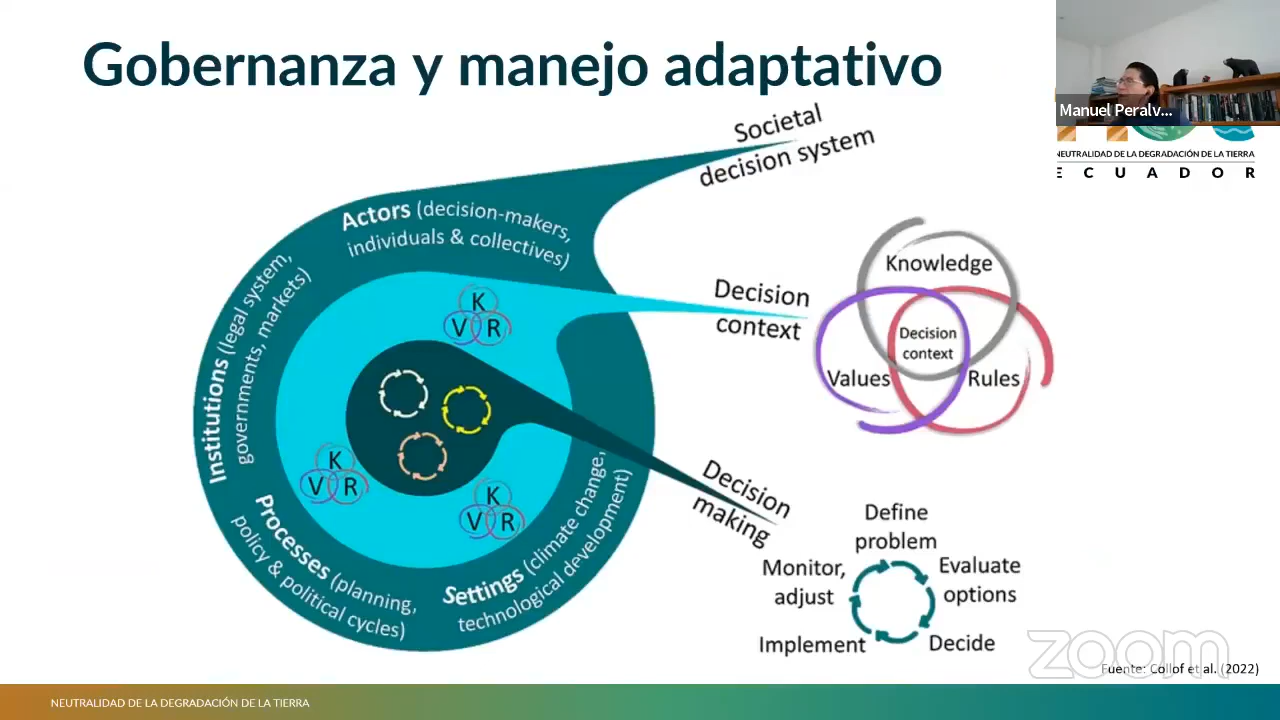 Gobernanza y manejo adaptativo
Manuel Peralv...
NEUTRALIDAD DE LA DEGRADACIÓN DE LA TIERRA
ECUADOR
Societal
decision system
Actors (decision-makers,
individuals & collectives)
Institutions (legal system,
governments, markets)
Processes (planning,
policy & political cycles)
Settings (climate change,
technological development)
K
V R
K
V R
K
V R
Decision
context
Knowledge
Decision
context
Values
Rules
Decision
making
Define
problem
Evaluate
options
Decide
Implement
Monitor,
adjust
zoom
Fuente: Collof et al. (2022)
NEUTRALIDAD DE LA DEGRADACIÓN DE LA TIERRA